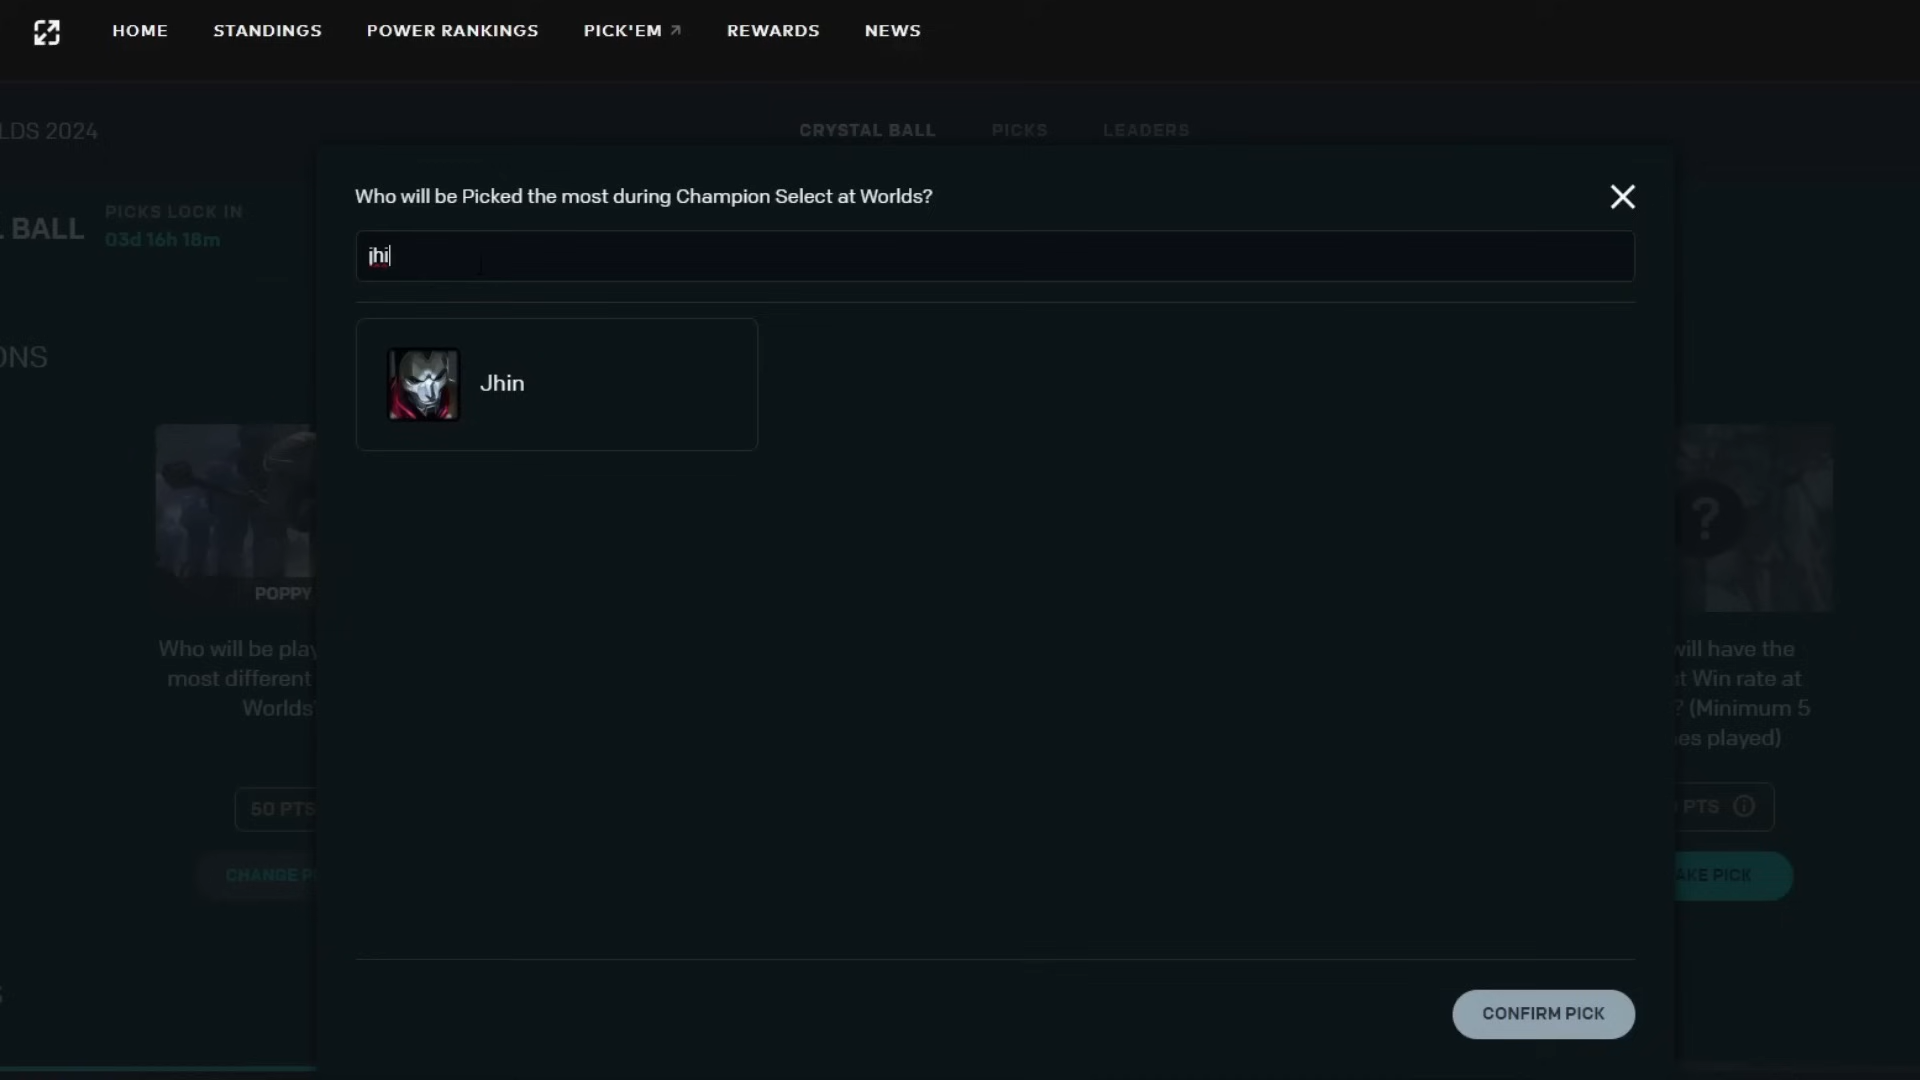 HOME STANDINGS POWER RANKINGS PICK'EM REWARDS NEWS
LDS 2024
CRYSTAL BALL PICKS LEADERS
Who will be Picked the most during Champion Select at Worlds?
PICKS LOCK IN
BALL
03d 16h 18m
jhi
ONS
Jhin
?
POPPY
Who will be play
most different
Worlds?
will have the
t Win rate at
? (Minimum 5
es played)
50 PTS
PTS
CHANGE P
AKE PICK
S
CONFIRM PICK